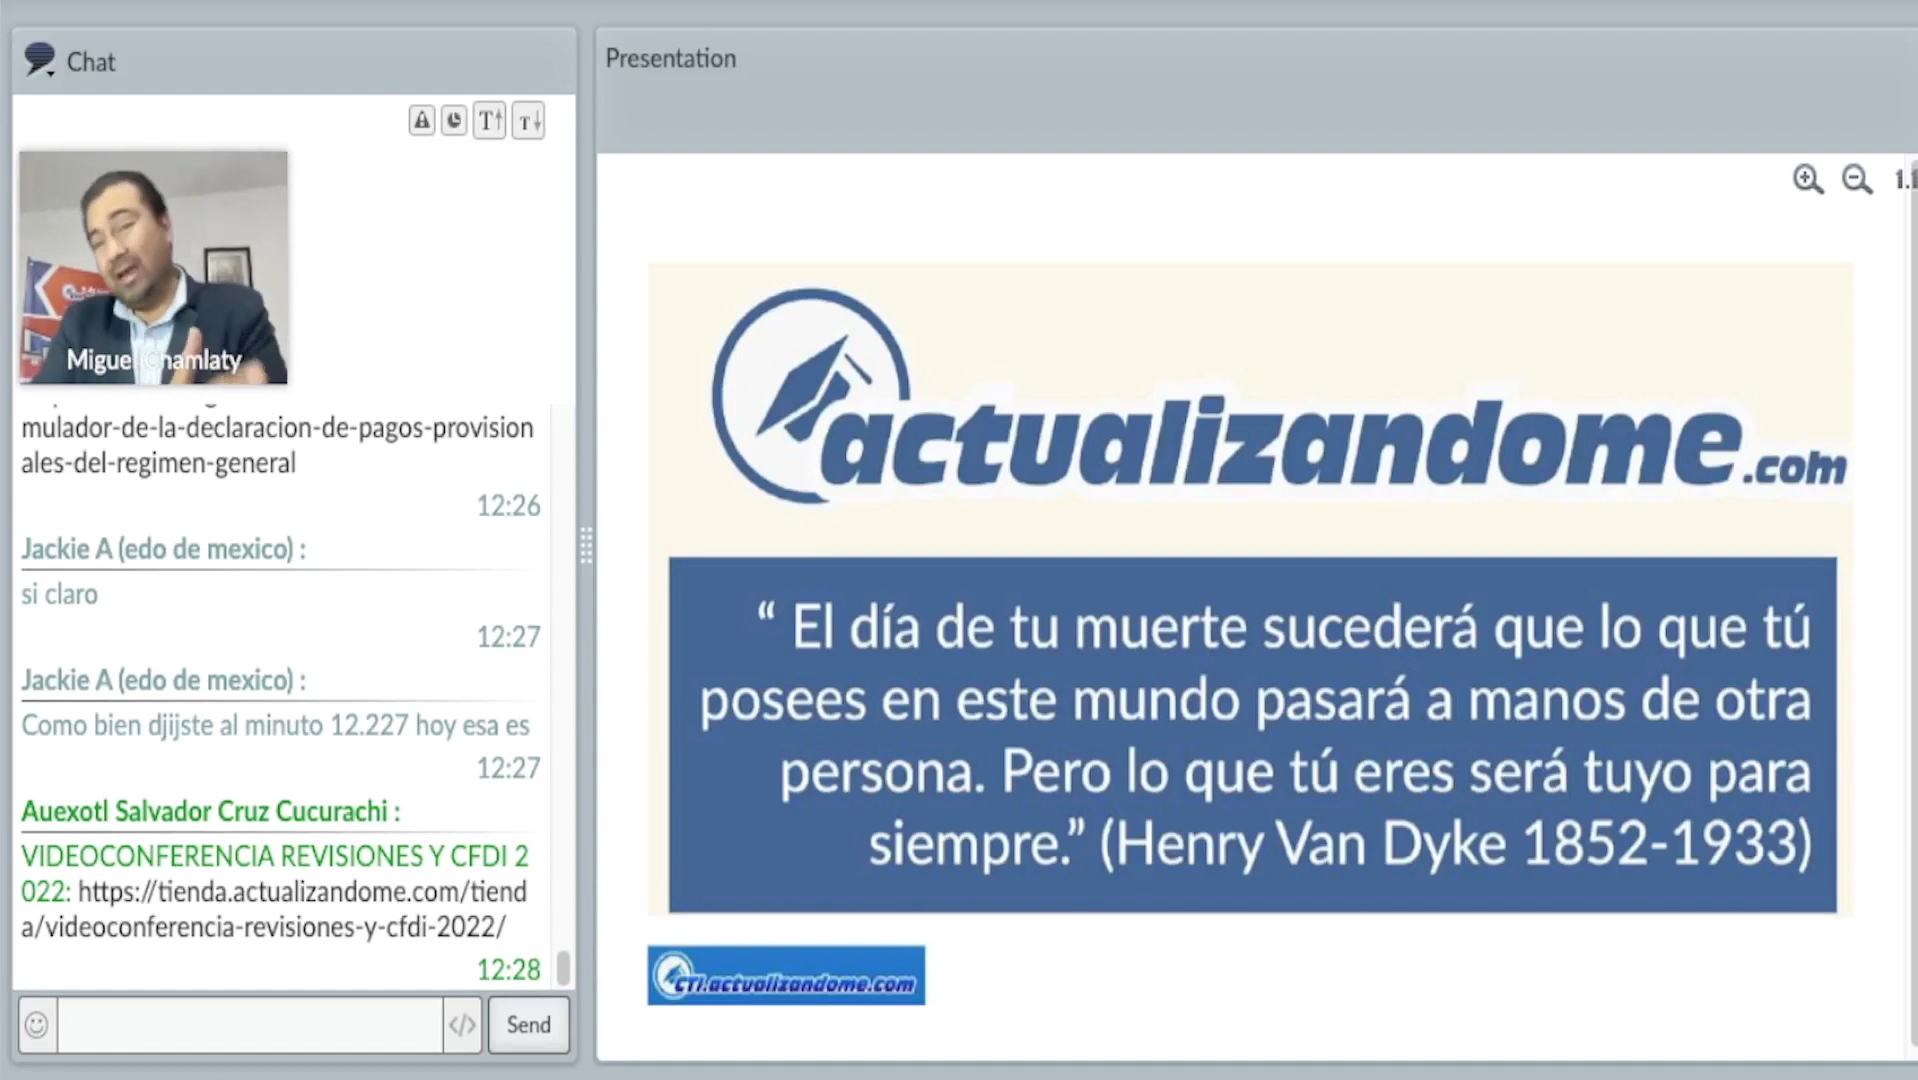 Chat
Miguel Chamlaty
mulador-de-la-declaracion-de-pagos-provision
ales-del-regimen-general
12:26
Jackie A (edo de mexico) :
si claro
12:27
Jackie A (edo de mexico) :
Como bien djijste al minuto 12.227 hoy esa es
12:27
Auexotl Salvador Cruz Cucurachi :
VIDEOCONFERENCIA REVISIONES Y CFDI 2
022: https://tienda.actualizandome.com/tiend
a/videoconferencia-revisiones-y-cfdi-2022/
12:28
Send
Presentation
actualizandome.com
“ El día de tu muerte sucederá que lo que tú
posees en este mundo pasará a manos de otra
persona. Pero lo que tú eres será tuyo para
siempre.” (Henry Van Dyke 1852-1933)
CTI.actualizandome.com